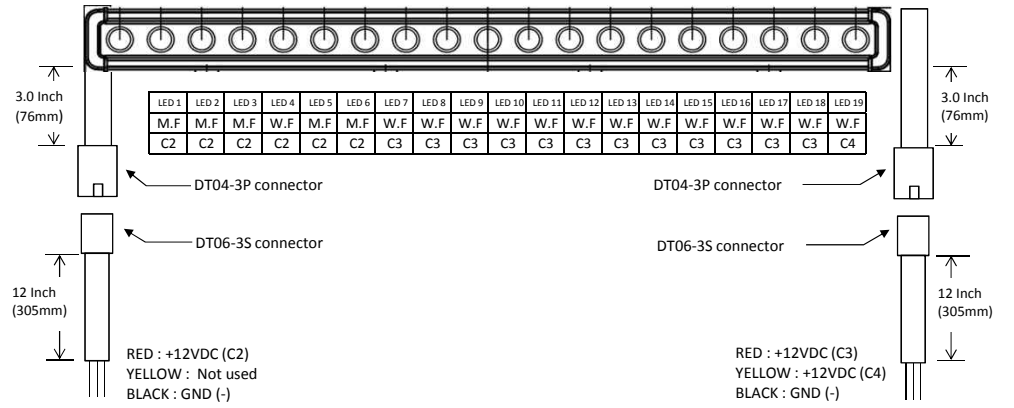 3.0 Inch
(76mm)
LED 1 LED 2 LED 3 LED 4 LED 5 LED 6 LED 7 LED 8 LED 9 LED 10 LED 11 LED 12 LED 13 LED 14 LED 15 LED 16 LED 17 LED 18 LED 19
M.F M.F M.F W.F M.F M.F W.F W.F W.F W.F W.F W.F W.F W.F W.F W.F W.F W.F W.F
C2 C2 C2 C2 C2 C2 C3 C3 C3 C3 C3 C3 C3 C3 C3 C3 C3 C3 C4
3.0 Inch
(76mm)
DT04-3P connector
DT04-3P connector
DT06-3S connector
DT06-3S connector
12 Inch
(305mm)
12 Inch
(305mm)
RED : +12VDC (C2)
YELLOW : Not used
BLACK : GND (-)
RED : +12VDC (C3)
YELLOW : +12VDC (C4)
BLACK : GND (-)